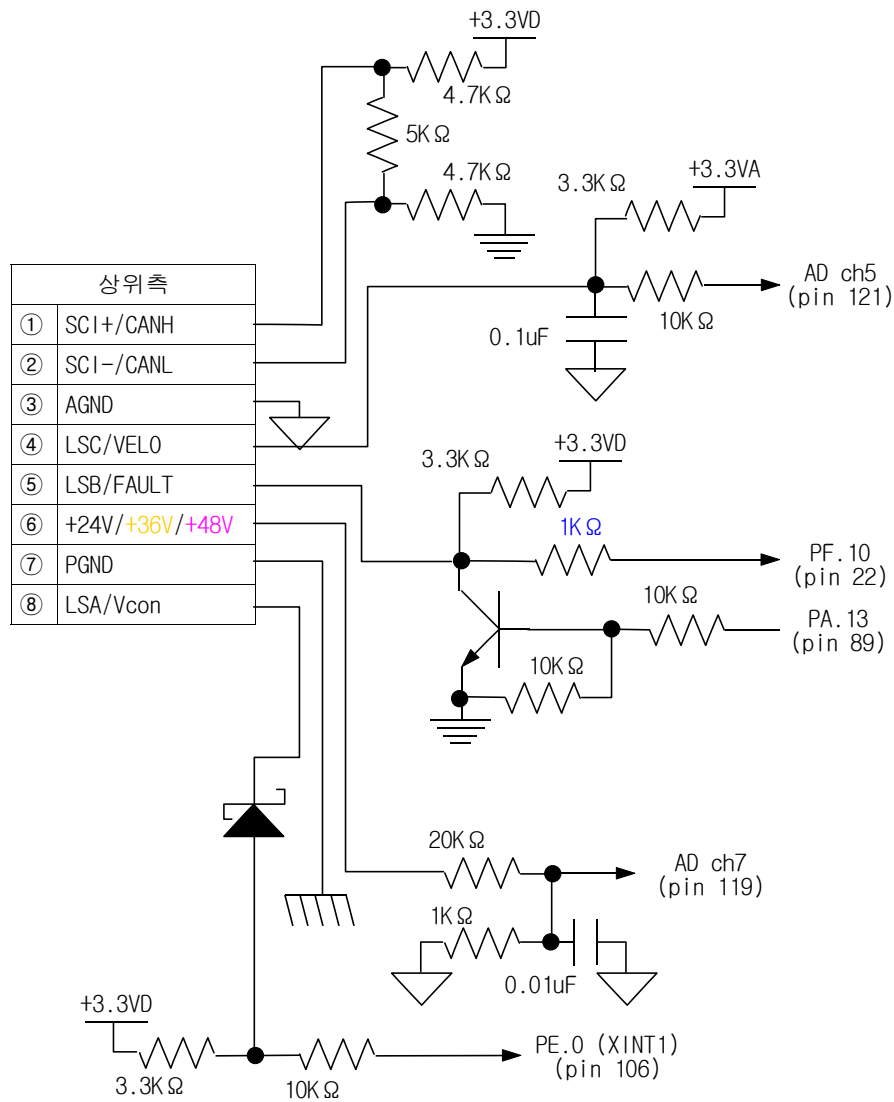 +3.3VD
4.7KΩ
5KΩ
4.7KΩ
+3.3VA
3.3KΩ
AD ch5
(pin 121)
10KΩ
0.1uF
상위측
① SCI+/CANH
② SCI-/CANL
③ AGND
④ LSC/VELO
⑤ LSB/FAULT
⑥ +24V/+36V/+48V
⑦ PGND
⑧ LSA/Vcon
+3.3VD
3.3KΩ
1KΩ
PF.10
(pin 22)
10KΩ
PA.13
(pin 89)
10KΩ
20KΩ
AD ch7
(pin 119)
1KΩ
0.01uF
+3.3VD
3.3KΩ
10KΩ
PE.0 (XINT1)
(pin 106)